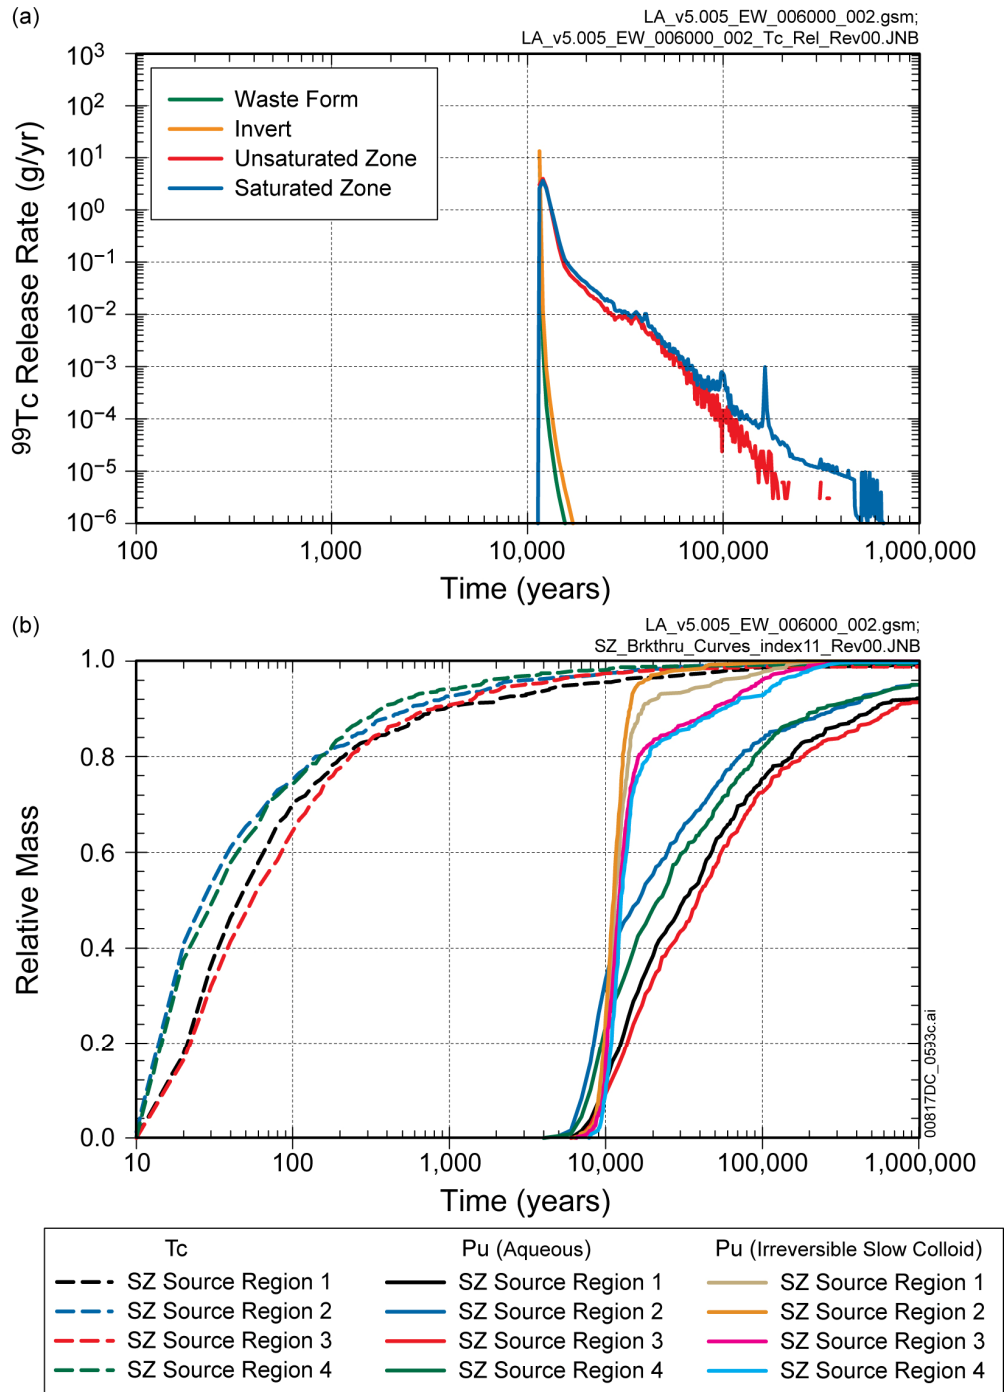 (a)
LA_v5.005_EW_006000_002.gsm;
LA_v5.005_EW_006000_002_Tc_Rel_Rev00.JNB
10³
10²
10¹
10⁰
10⁻¹
10⁻²
10⁻³
10⁻⁴
10⁻⁵
10⁻⁶
⁹⁹Tc Release Rate (g/yr)
Waste Form
Invert
Unsaturated Zone
Saturated Zone
100 1,000 10,000 100,000 1,000,000
Time (years)
(b)
LA_v5.005_EW_006000_002.gsm;
SZ_Brkthru_Curves_index11_Rev00.JNB
1.0
0.8
0.6
0.4
0.2
0.0
Relative Mass
00817DC_0593c.ai
10 100 1,000 10,000 100,000 1,000,000
Time (years)
Tc Pu (Aqueous) Pu (Irreversible Slow Colloid)
SZ Source Region 1 SZ Source Region 1 SZ Source Region 1
SZ Source Region 2 SZ Source Region 2 SZ Source Region 2
SZ Source Region 3 SZ Source Region 3 SZ Source Region 3
SZ Source Region 4 SZ Source Region 4 SZ Source Region 4